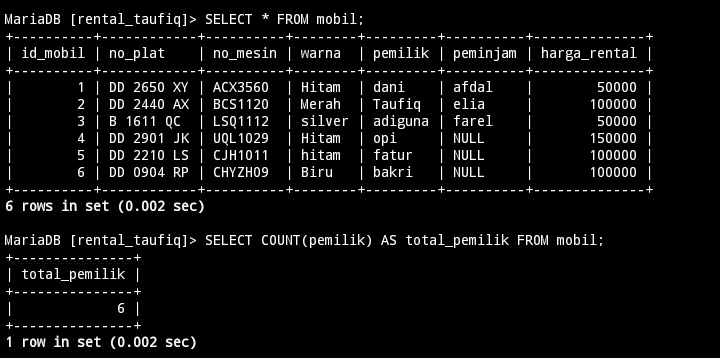 MariaDB [rental_taufiq]> SELECT * FROM mobil;
+----------+------------+----------+--------+---------+----------+--------------+
| id_mobil | no_plat    | no_mesin | warna  | pemilik | peminjam | harga_rental |
+----------+------------+----------+--------+---------+----------+--------------+
|        1 | DD 2650 XY | ACX3560  | Hitam  | dani    | afdal    |        50000 |
|        2 | DD 2440 AX | BCS1120  | Merah  | Taufiq  | elia     |       100000 |
|        3 | B 1611 QC  | LSQ1112  | silver | adiguna | farel    |        50000 |
|        4 | DD 2901 JK | UQL1029  | Hitam  | opi     | NULL     |       150000 |
|        5 | DD 2210 LS | CJH1011  | hitam  | fatur   | NULL     |       100000 |
|        6 | DD 0904 RP | CHYZH09  | Biru   | bakri   | NULL     |       100000 |
+----------+------------+----------+--------+---------+----------+--------------+
6 rows in set (0.002 sec)
MariaDB [rental_taufiq]> SELECT COUNT(pemilik) AS total_pemilik FROM mobil;
+---------------+
| total_pemilik |
+---------------+
|             6 |
+---------------+
1 row in set (0.002 sec)